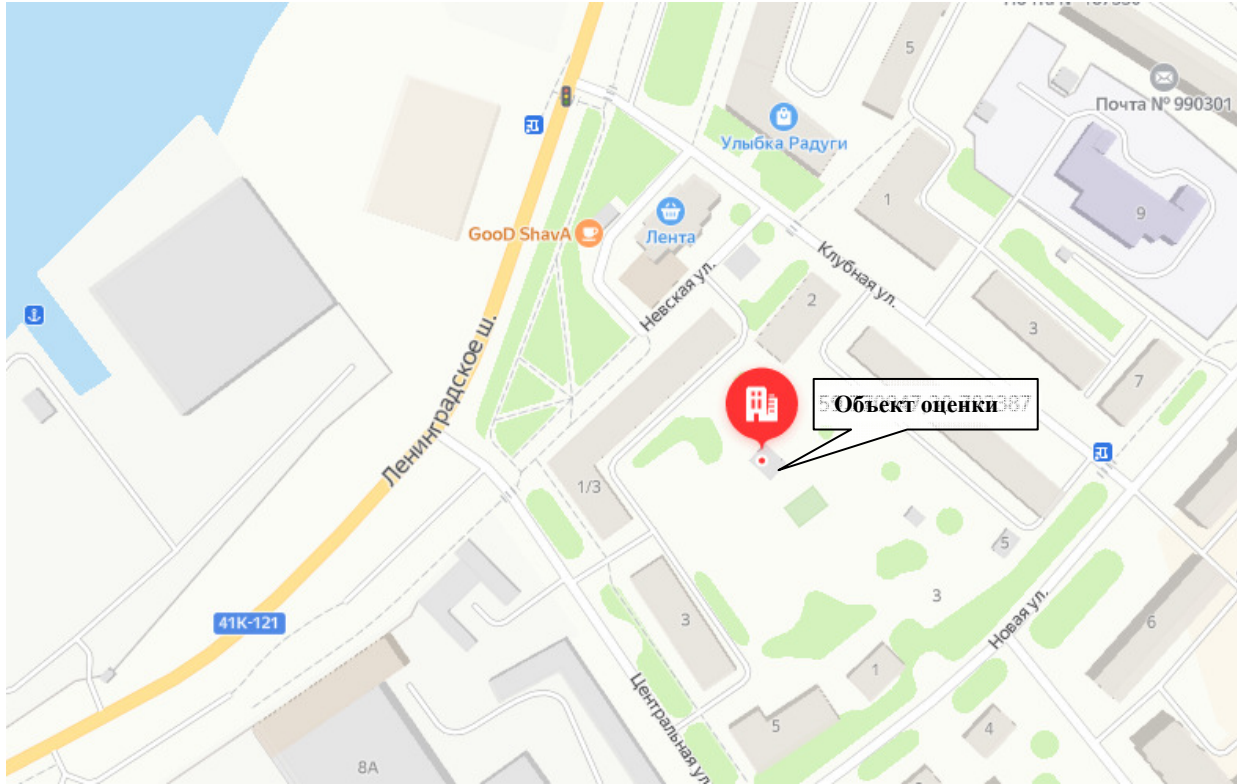 5
Почта № 990301
Улыбка Радуги
1
9
GooD ShavA
Лента
Клубная ул.
Невская ул.
2
3
7
Ленинградское ш.
Объект оценки
1/3
5
3
3
41К-121
Новая ул.
6
1
Центральная ул.
5
4
8А